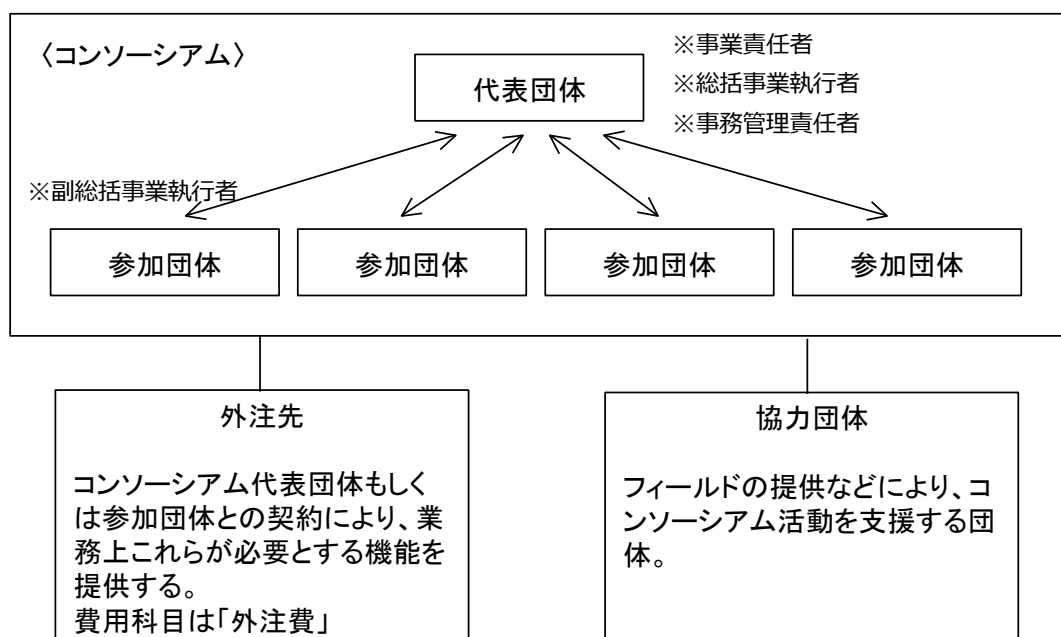 〈コンソーシアム〉
代表団体
※事業責任者
※総括事業執行者
※事務管理責任者
※副総括事業執行者
参加団体
参加団体
参加団体
参加団体
外注先
コンソーシアム代表団体もしく
は参加団体との契約により、業
務上これらが必要とする機能を
提供する。
費用科目は「外注費」
協力団体
フィールドの提供などにより、コ
ンソーシアム活動を支援する団
体。